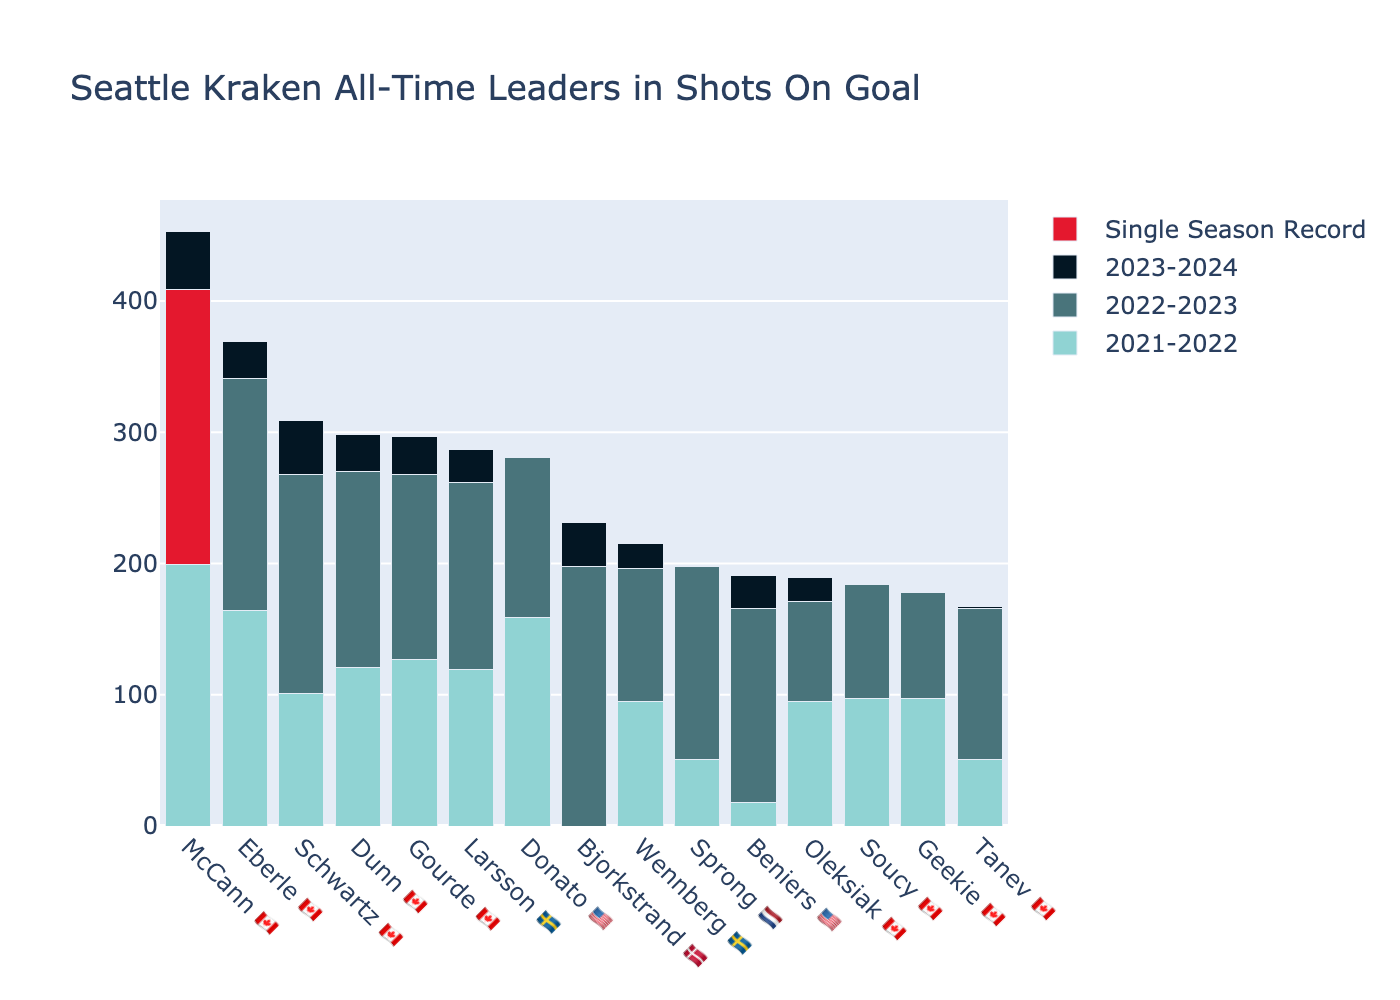 Seattle Kraken All-Time Leaders in Shots On Goal
Single Season Record
2023-2024
2022-2023
2021-2022
400
300
200
100
0
McCann 🇨🇦
Eberle 🇨🇦
Schwartz 🇨🇦
Dunn 🇨🇦
Gourde 🇨🇦
Larsson 🇸🇪
Donato 🇺🇸
Bjorkstrand 🇩🇰
Wennberg 🇸🇪
Sprong 🇳🇱
Beniers 🇺🇸
Oleksiak 🇨🇦
Soucy 🇨🇦
Geekie 🇨🇦
Tanev 🇨🇦